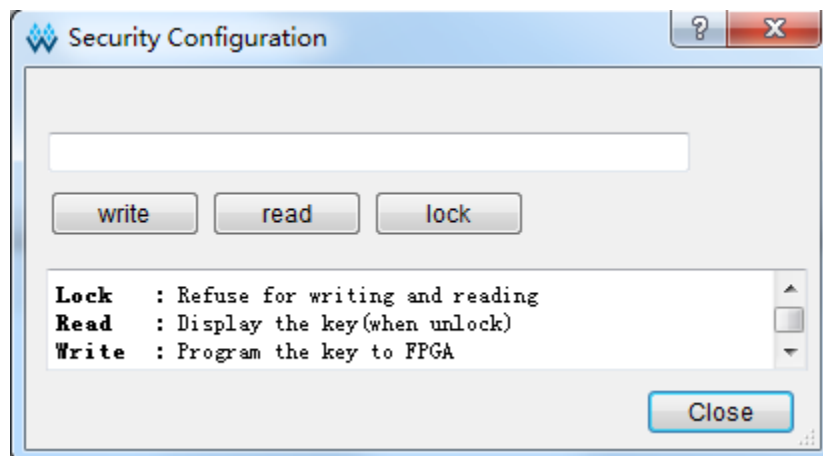 Security Configuration
write read lock
Lock : Refuse for writing and reading
Read : Display the key(when unlock)
Write : Program the key to FPGA
Close